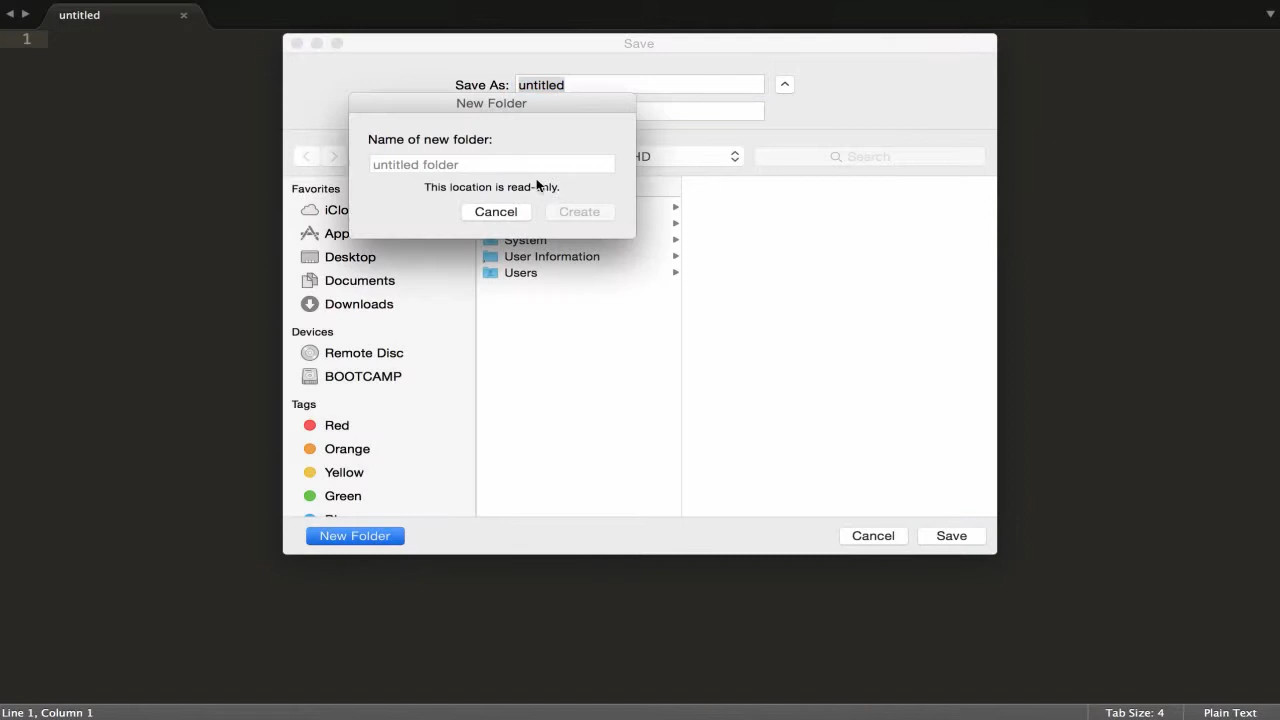 untitled
1
Save
Save As: untitled
New Folder
Name of new folder:
untitled folder
This location is read-only.
Cancel
Create
HD
Search
Favorites
iClo
App
Desktop
Documents
Downloads
Devices
Remote Disc
BOOTCAMP
Tags
Red
Orange
Yellow
Green
System
User Information
Users
New Folder
Cancel
Save
Line 1, Column 1
Tab Size: 4
Plain Text